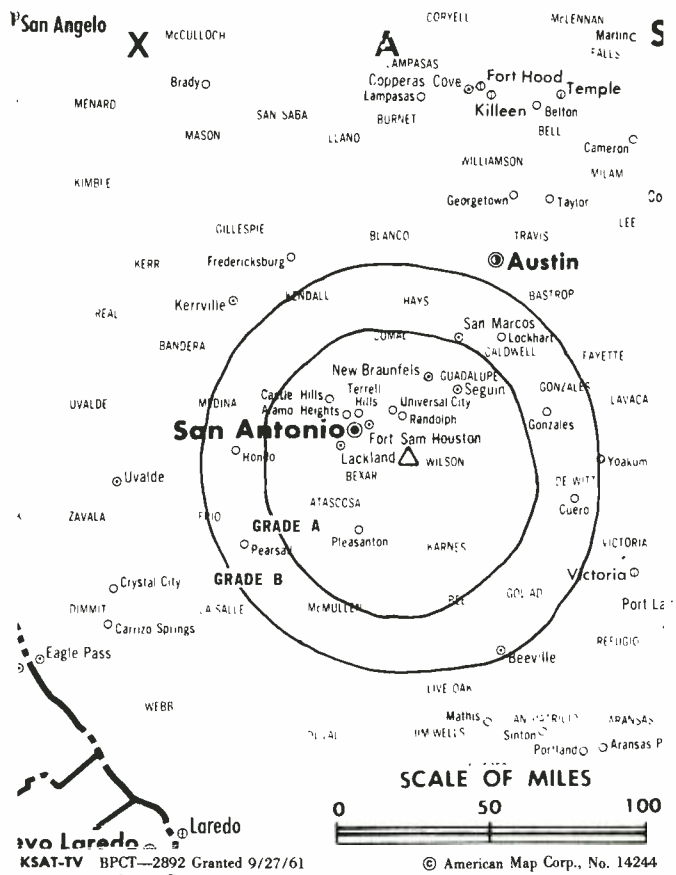 San Angelo
McCULLOCH
CORYELL
McLENNAN
X
A
S
FALLS
Brady
Copperas Cove
Fort Hood
Lampasas
Temple
MENARD
Killeen
Belton
SAN SABA
BURNET
BELL
MASON
LLANO
Cameron
WILLIAMSON
MILAM
KIMBLE
Georgetown
Taylor
Co
LEE
GILLESPIE
BLANCO
TRAVIS
Fredericksburg
Austin
KERR
BASTROP
Kerrville
HAYS
REAL
San Marcos
Lockhart
BANDERA
CALDWELL
FAYETTE
New Braunfels
GUADALUPE
Terrell
Hills
Seguin
GONZALES
Castle Hills
Universal City
LAVACA
UVALDE
MEDINA
Alamo Heights
Randolph
Gonzales
San Antonio
Fort Sam Houston
Hondo
Lackland
WILSON
Yoakum
BEXAR
Uvalde
DE WITT
ATASCOSA
Cuero
ZAVALA
FRIO
GRADE A
Pleasanton
Pearsall
KARNES
VICTORIA
GRADE B
Victoria
Crystal City
GOLIAD
DIMMIT
LA SALLE
McMULLEN
Port La
Carrizo Springs
REFUGIO
Eagle Pass
Beeville
LIVE OAK
WEBB
Mathis
ARANSAS
JIM WELLS
Sinton
Portland
Aransas P
SCALE OF MILES
0 50 100
Laredo
evo Laredo
KSAT-TV BPCT—2892 Granted 9/27/61
© American Map Corp., No. 14244